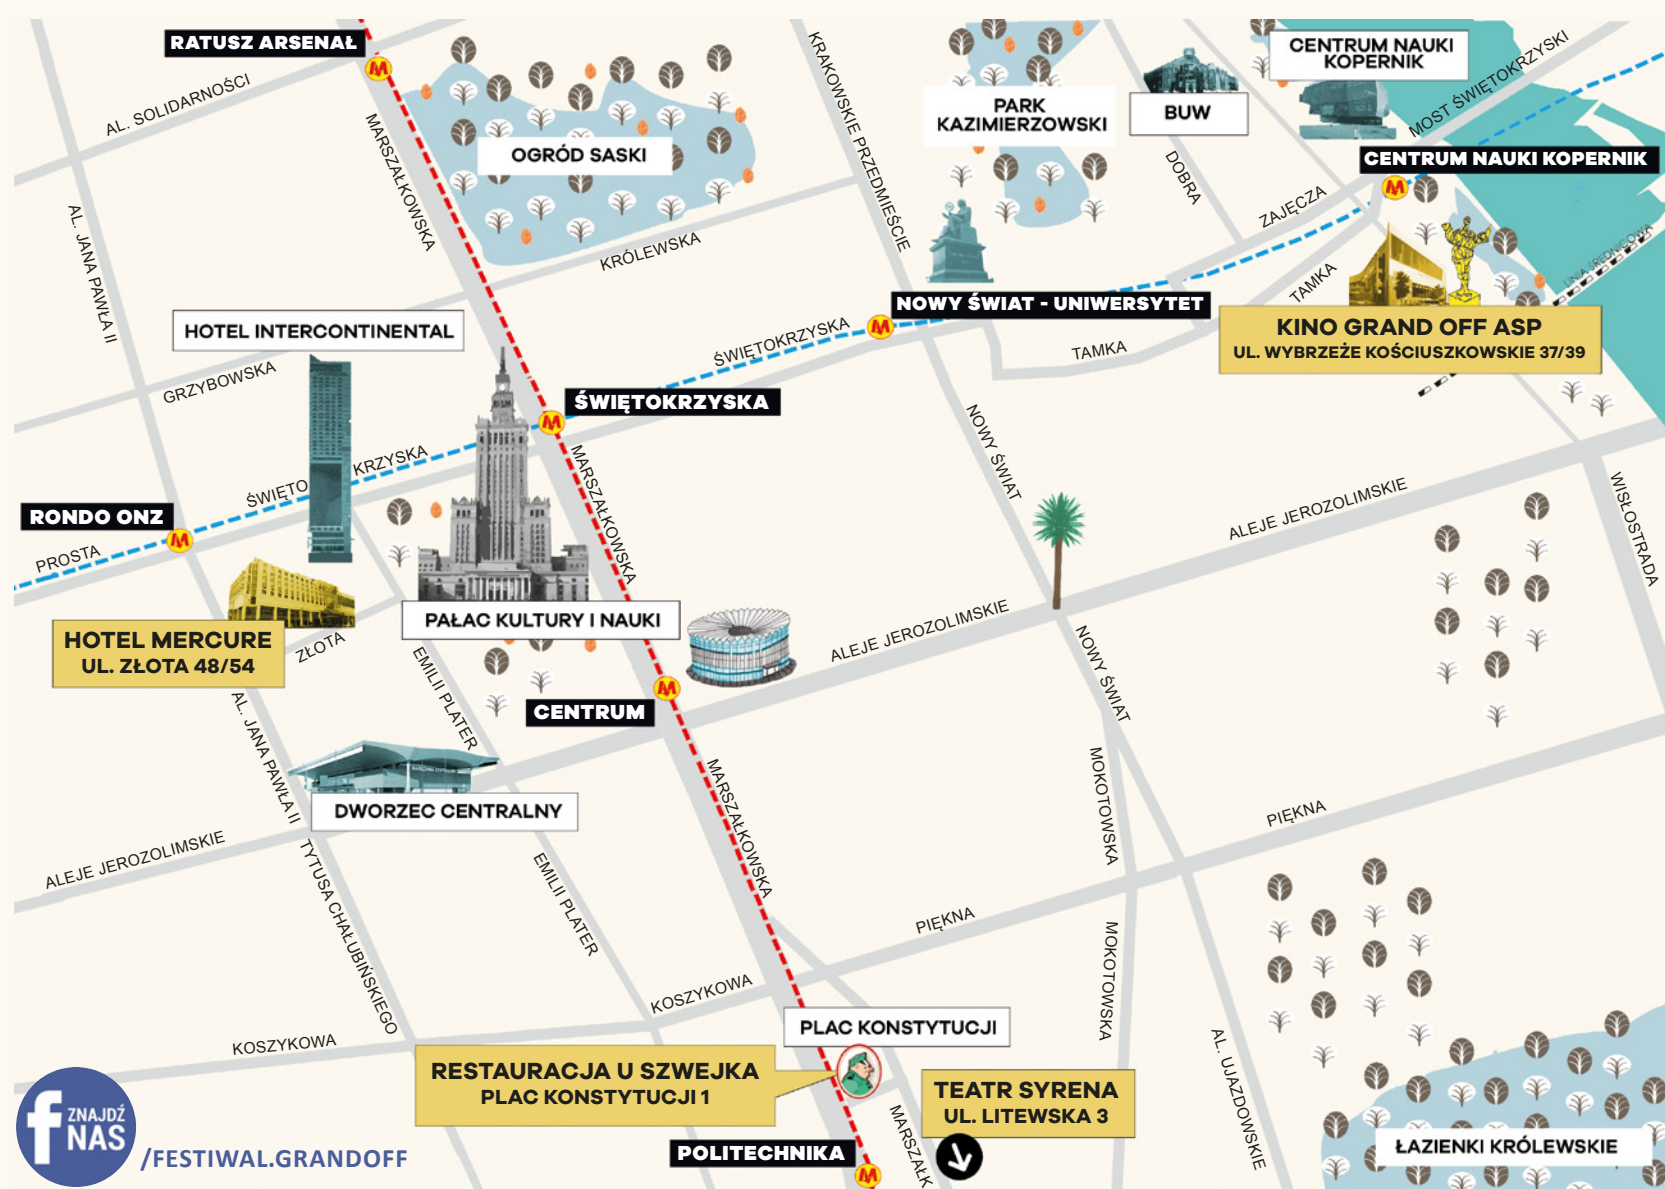 RATUSZ ARSENAŁ
M
AL. SOLIDARNOŚCI
MARSZAŁKOWSKA
OGRÓD SASKI
KRAKOWSKIE PRZEDMIEŚCIE
PARK
KAZIMIERZOWSKI
BUW
DOBRA
CENTRUM NAUKI
KOPERNIK
MOST ŚWIĘTOKRZYSKI
CENTRUM NAUKI KOPERNIK
M
ZAJĘCZA
AL. JANA PAWŁA II
KRÓLEWSKA
LINIA ŚREDNICOWA
TAMKA
NOWY ŚWIAT - UNIWERSYTET
M
HOTEL INTERCONTINENTAL
ŚWIĘTOKRZYSKA
TAMKA
KINO GRAND OFF ASP
UL. WYBRZEŻE KOŚCIUSZKOWSKIE 37/39
GRZYBOWSKA
ŚWIĘTOKRZYSKA
M
NOWY ŚWIAT
ŚWIĘTO
KRZYSKA
MARSZAŁKOWSKA
ALEJE JEROZOLIMSKIE
WISŁOSTRADA
RONDO ONZ
M
PROSTA
HOTEL MERCURE
UL. ZŁOTA 48/54
ZŁOTA
PAŁAC KULTURY I NAUKI
ALEJE JEROZOLIMSKIE
NOWY ŚWIAT
EMILII PLATER
M
CENTRUM
AL. JANA PAWŁA II
WARSZAWA CENTRALNA
DWORZEC CENTRALNY
MARSZAŁKOWSKA
MOKOTOWSKA
PIĘKNA
ALEJE JEROZOLIMSKIE
TYTUSA CHAŁUBIŃSKIEGO
EMILII PLATER
PIĘKNA
MOKOTOWSKA
KOSZYKOWA
KOSZYKOWA
PLAC KONSTYTUCJI
AL. UJAZDOWSKIE
RESTAURACJA U SZWEJKA
PLAC KONSTYTUCJI 1
TEATR SYRENA
UL. LITEWSKA 3
MARSZAŁK
POLITECHNIKA
M
ŁAZIENKI KRÓLEWSKIE
f
ZNAJDŹ
NAS
/FESTIWAL.GRANDOFF